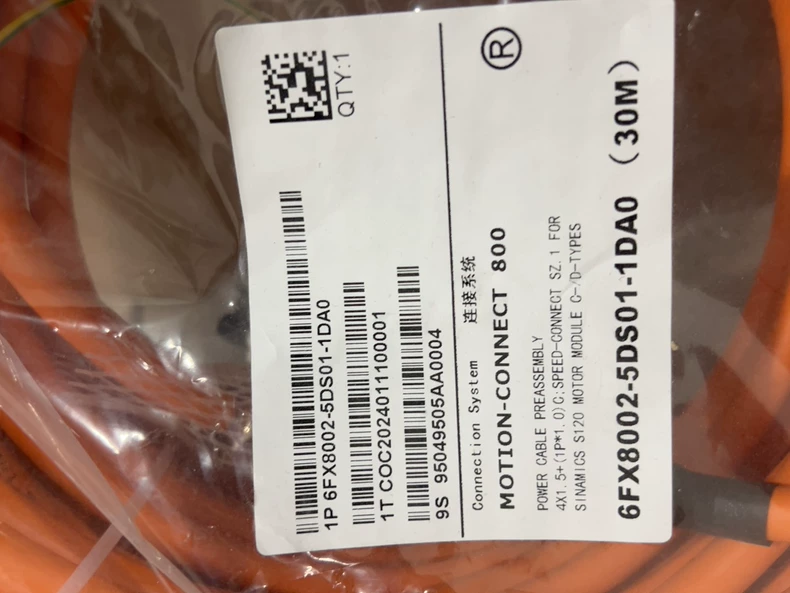 QTY:1
1P 6FX8002-5DS01-1DA0
1T COC2024011100001
9S 95049505AA0004
®
Connection System 连接系统
MOTION-CONNECT 800
POWER CABLE PREASSEMBLY
4X1.5+(1P*1.0)C;SPEED-CONNECT SZ.1 FOR
SINAMICS S120 MOTOR MODULE C-/D-TYPES
6FX8002-5DS01-1DA0 (30M)